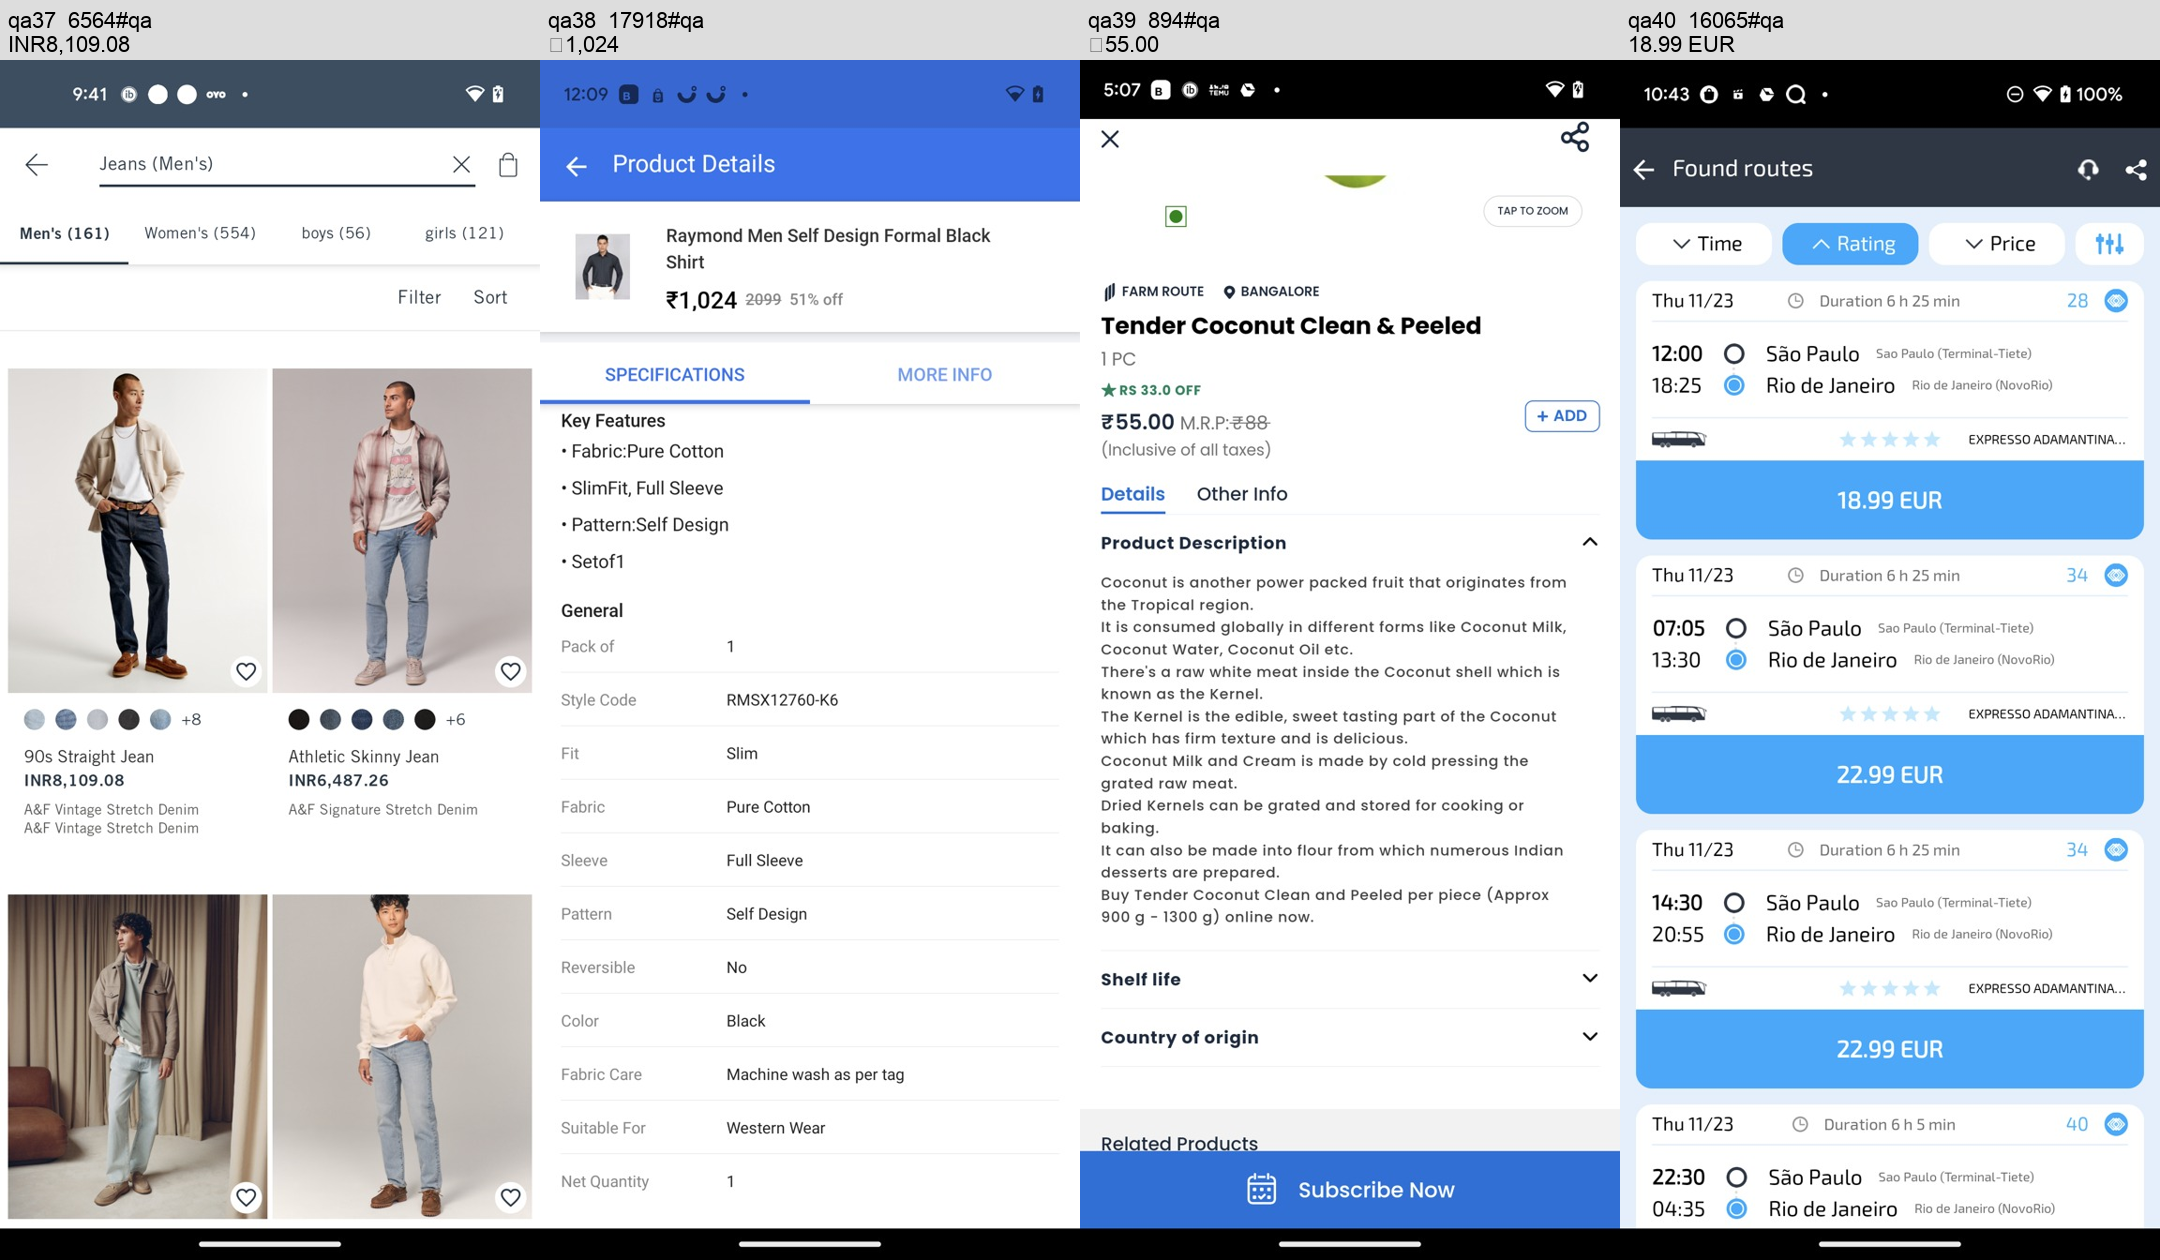 qa37 6564#qa
INR8,109.08
9:41
Jeans (Men's)
Men's (161)
Women's (554)
boys (56)
girls (121)
Filter
Sort
+8
+6
90s Straight Jean
INR8,109.08
A&F Vintage Stretch Denim
A&F Vintage Stretch Denim
Athletic Skinny Jean
INR6,487.26
A&F Signature Stretch Denim
qa38 17918#qa
1,024
12:09
Product Details
Raymond Men Self Design Formal Black
Shirt
₹1,024 2099 51% off
SPECIFICATIONS
MORE INFO
Key Features
• Fabric:Pure Cotton
• SlimFit, Full Sleeve
• Pattern:Self Design
• Setof1
General
Pack of 1
Style Code RMSX12760-K6
Fit Slim
Fabric Pure Cotton
Sleeve Full Sleeve
Pattern Self Design
Reversible No
Color Black
Fabric Care Machine wash as per tag
Suitable For Western Wear
Net Quantity 1
qa39 894#qa
55.00
5:07
TEMU
TAP TO ZOOM
FARM ROUTE BANGALORE
Tender Coconut Clean & Peeled
1 PC
RS 33.0 OFF
₹55.00 M.R.P:₹88
+ ADD
(Inclusive of all taxes)
Details
Other Info
Product Description
Coconut is another power packed fruit that originates from
the Tropical region.
It is consumed globally in different forms like Coconut Milk,
Coconut Water, Coconut Oil etc.
There's a raw white meat inside the Coconut shell which is
known as the Kernel.
The Kernel is the edible, sweet tasting part of the Coconut
which has firm texture and is delicious.
Coconut Milk and Cream is made by cold pressing the
grated raw meat.
Dried Kernels can be grated and stored for cooking or
baking.
It can also be made into flour from which numerous Indian
desserts are prepared.
Buy Tender Coconut Clean and Peeled per piece (Approx
900 g - 1300 g) online now.
Shelf life
Country of origin
Related Products
Subscribe Now
qa40 16065#qa
18.99 EUR
10:43
100%
Found routes
Time
Rating
Price
Thu 11/23 Duration 6 h 25 min 28
12:00 São Paulo Sao Paulo (Terminal-Tiete)
18:25 Rio de Janeiro Rio de Janeiro (NovoRio)
EXPRESSO ADAMANTINA...
18.99 EUR
Thu 11/23 Duration 6 h 25 min 34
07:05 São Paulo Sao Paulo (Terminal-Tiete)
13:30 Rio de Janeiro Rio de Janeiro (NovoRio)
EXPRESSO ADAMANTINA...
22.99 EUR
Thu 11/23 Duration 6 h 25 min 34
14:30 São Paulo Sao Paulo (Terminal-Tiete)
20:55 Rio de Janeiro Rio de Janeiro (NovoRio)
EXPRESSO ADAMANTINA...
22.99 EUR
Thu 11/23 Duration 6 h 5 min 40
22:30 São Paulo Sao Paulo (Terminal-Tiete)
04:35 Rio de Janeiro Rio de Janeiro (NovoRio)